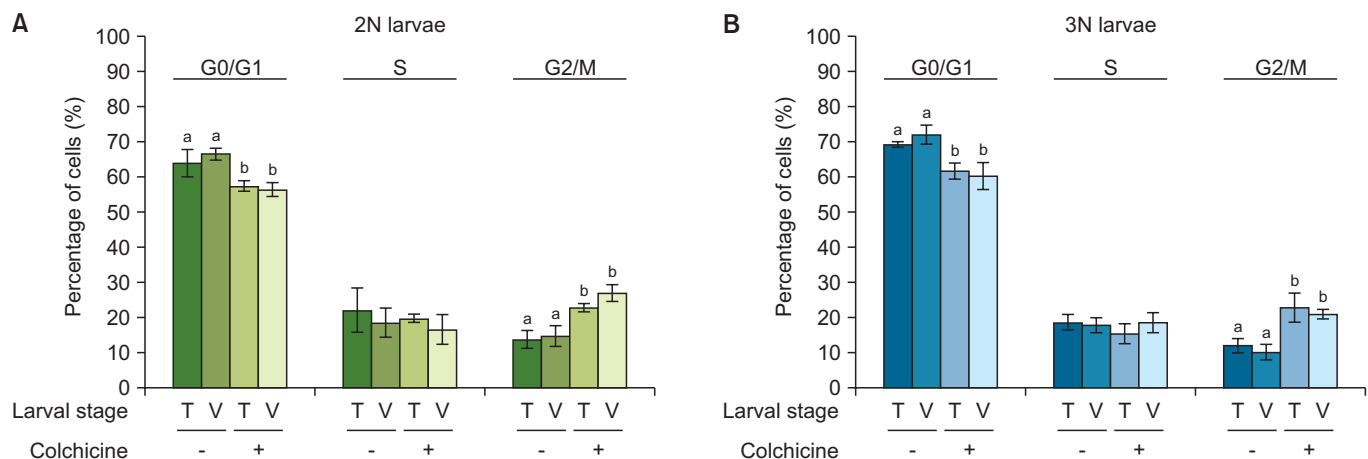 A
2N larvae
Percentage of cells (%)
100
90
80
70
60
50
40
30
20
10
0
G0/G1 S G2/M
a a b b
a a b b
Larval stage T V T V T V T V T V T V
Colchicine - + - + - +
B
3N larvae
Percentage of cells (%)
100
90
80
70
60
50
40
30
20
10
0
G0/G1 S G2/M
a a b b
a a b b
Larval stage T V T V T V T V T V T V
Colchicine - + - + - +